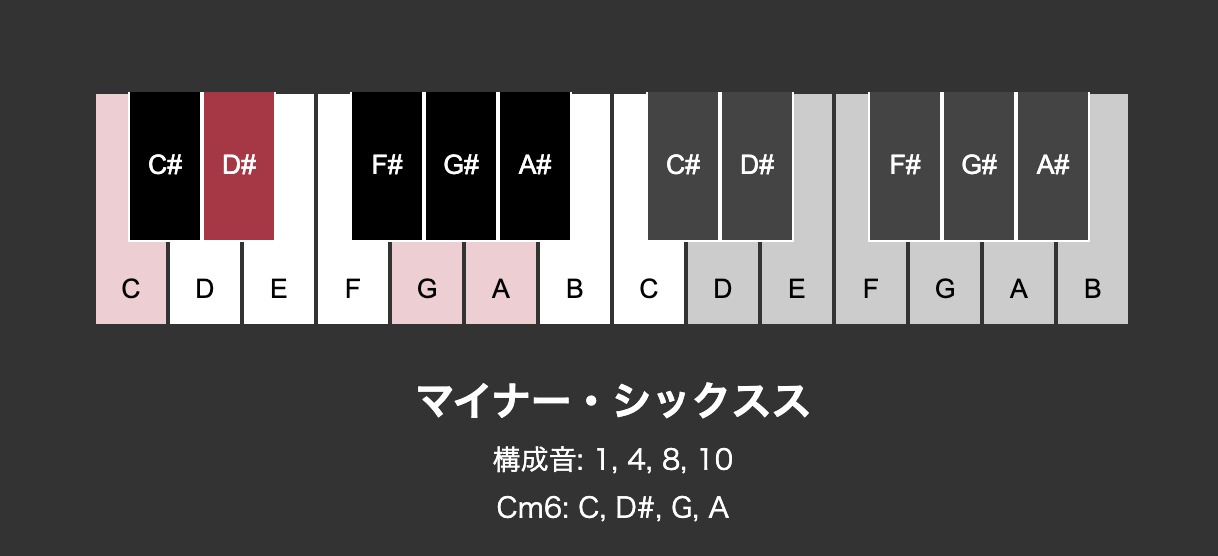 C# D# F# G# A# C# D# F# G# A#
C D E F G A B C D E F G A B
マイナー・シックスス
構成音: 1, 4, 8, 10
Cm6: C, D#, G, A